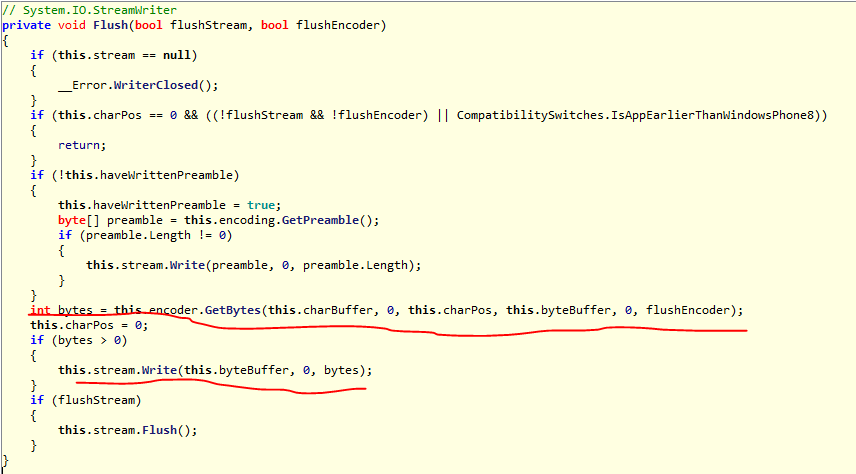 // System.IO.StreamWriter
private void Flush(bool flushStream, bool flushEncoder)
{
    if (this.stream == null)
    {
        __Error.WriterClosed();
    }
    if (this.charPos == 0 && ((!flushStream && !flushEncoder) || CompatibilitySwitches.IsAppEarlierThanWindowsPhone8))
    {
        return;
    }
    if (!this.haveWrittenPreamble)
    {
        this.haveWrittenPreamble = true;
        byte[] preamble = this.encoding.GetPreamble();
        if (preamble.Length != 0)
        {
            this.stream.Write(preamble, 0, preamble.Length);
        }
    }
    int bytes = this.encoder.GetBytes(this.charBuffer, 0, this.charPos, this.byteBuffer, 0, flushEncoder);
    this.charPos = 0;
    if (bytes > 0)
    {
        this.stream.Write(this.byteBuffer, 0, bytes);
    }
    if (flushStream)
    {
        this.stream.Flush();
    }
}